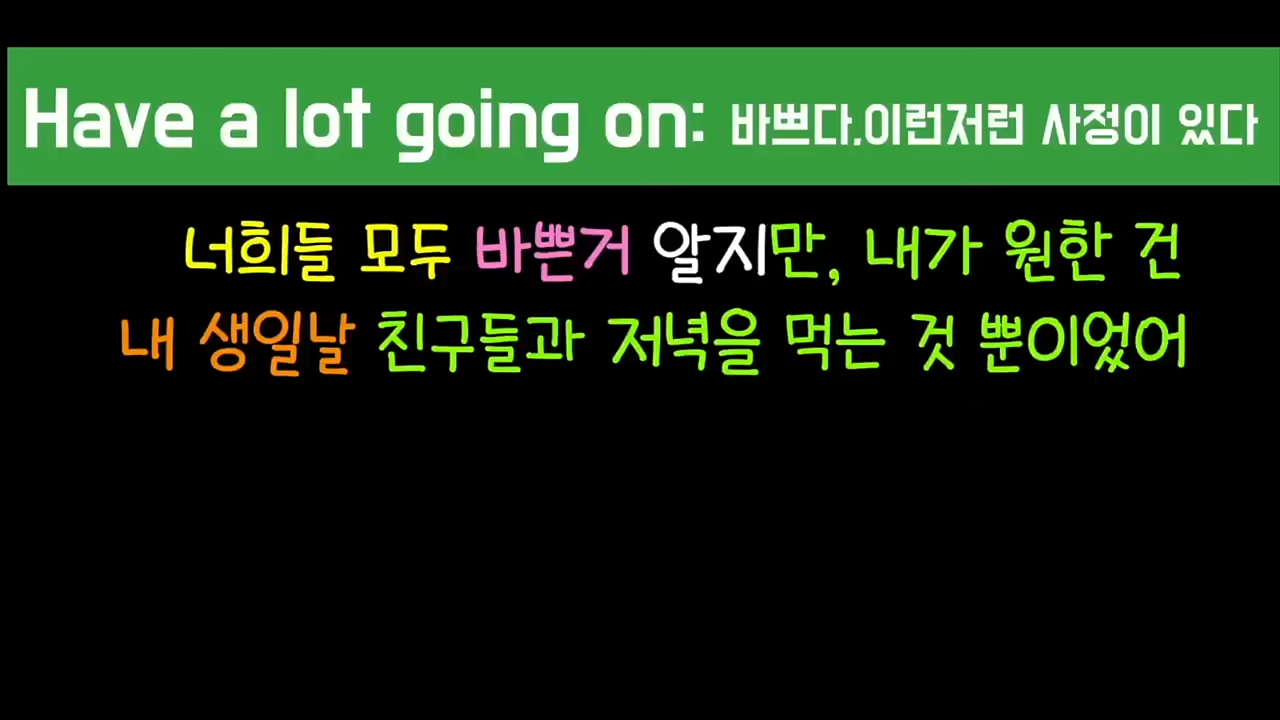 Have a lot going on: 바쁘다.이런저런 사정이 있다
너희들 모두 바쁜거 알지만, 내가 원한 건
내 생일날 친구들과 저녁을 먹는 것 뿐이었어